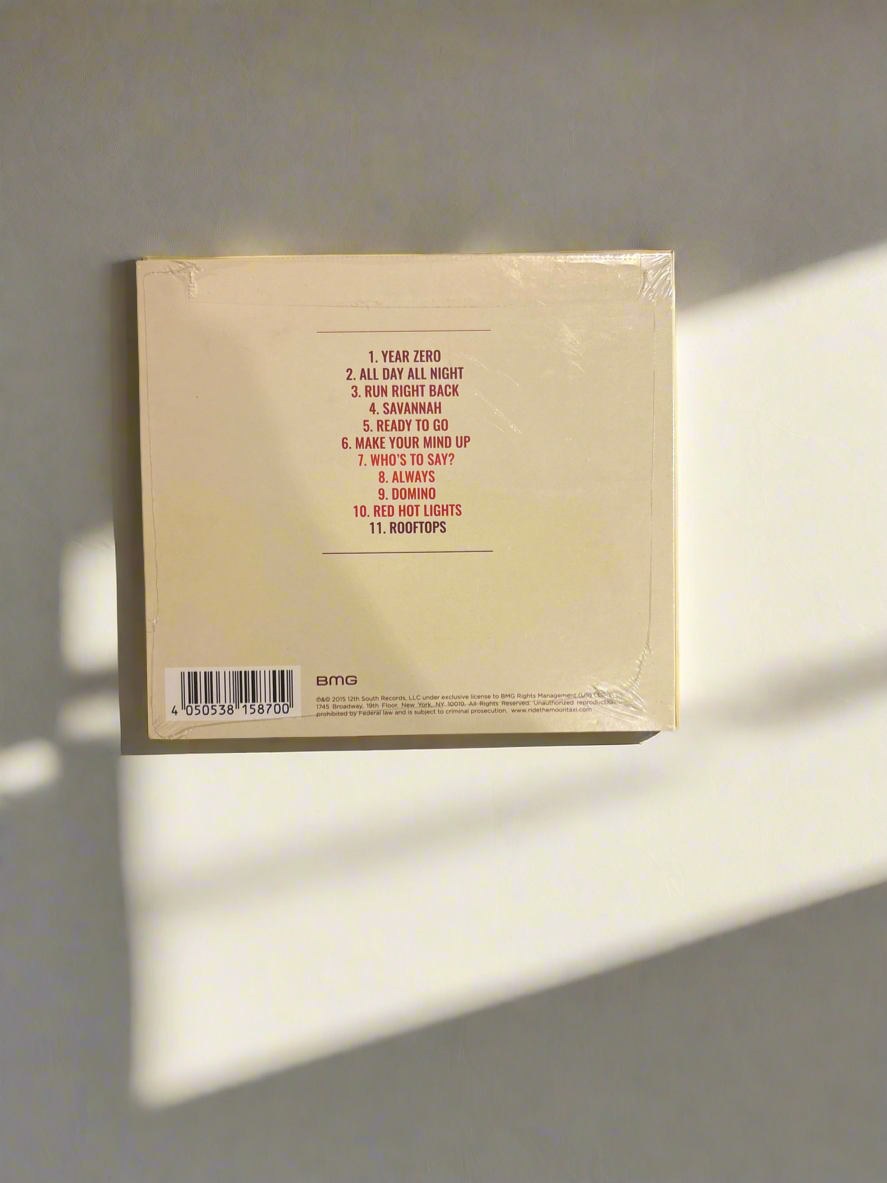 1. YEAR ZERO
2. ALL DAY ALL NIGHT
3. RUN RIGHT BACK
4. SAVANNAH
5. READY TO GO
6. MAKE YOUR MIND UP
7. WHO'S TO SAY?
8. ALWAYS
9. DOMINO
10. RED HOT LIGHTS
11. ROOFTOPS
BMG
4 050538 158700
℗&© 2015 12th South Records, LLC under exclusive license to BMG Rights Management (US)
1745 Broadway, 19th Floor, New York, NY 10019. All Rights Reserved. Unauthorized reproduction
prohibited by Federal law and is subject to criminal prosecution. www.ridethemoontaxi.com